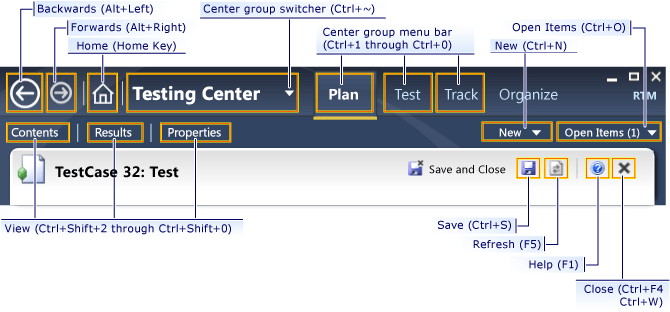 Backwards (Alt+Left)
Center group switcher (Ctrl+~)
Forwards (Alt+Right)
Center group menu bar
(Ctrl+1 through Ctrl+0)
Open Items (Ctrl+O)
Home (Home Key)
New (Ctrl+N)
Testing Center
Plan
Test
Track
Organize
RTM
Contents
Results
Properties
New
Open Items (1)
TestCase 32: Test
Save and Close
View (Ctrl+Shift+2 through Ctrl+Shift+0)
Save (Ctrl+S)
Refresh (F5)
Help (F1)
Close (Ctrl+F4
Ctrl+W)